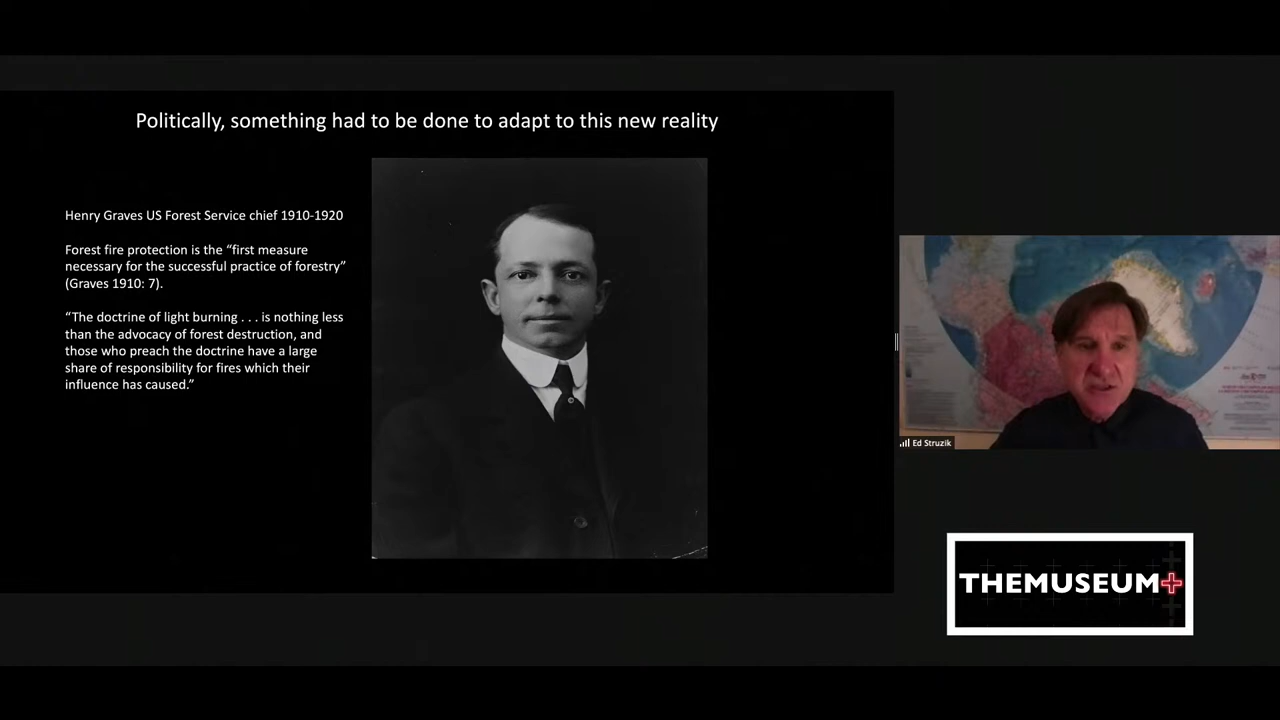 Politically, something had to be done to adapt to this new reality
Henry Graves US Forest Service chief 1910-1920
Forest fire protection is the “first measure
necessary for the successful practice of forestry”
(Graves 1910: 7).
“The doctrine of light burning . . . is nothing less
than the advocacy of forest destruction, and
those who preach the doctrine have a large
share of responsibility for fires which their
influence has caused.”
Ed Struzik
THEMUSEUM+